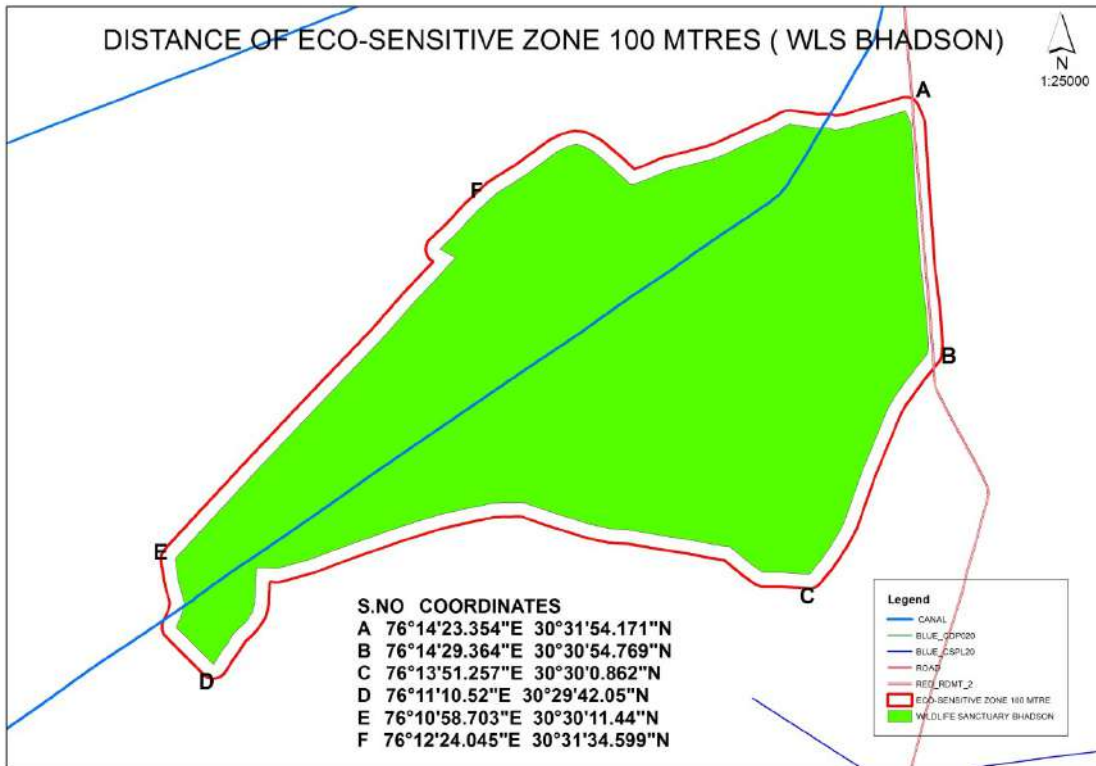 DISTANCE OF ECO-SENSITIVE ZONE 100 MTRES ( WLS BHADSON)
N
1:25000
A
F
B
E
C
D
S.NO COORDINATES
A 76°14'23.354"E 30°31'54.171"N
B 76°14'29.364"E 30°30'54.769"N
C 76°13'51.257"E 30°30'0.862"N
D 76°11'10.52"E 30°29'42.05"N
E 76°10'58.703"E 30°30'11.44"N
F 76°12'24.045"E 30°31'34.599"N
Legend
CANAL
BLUE_CDP020
BLUE_CSPL20
ROAD
RED_RDMT_2
ECO-SENSITIVE ZONE 100 MTRE
WILDLIFE SANCTUARY BHADSON